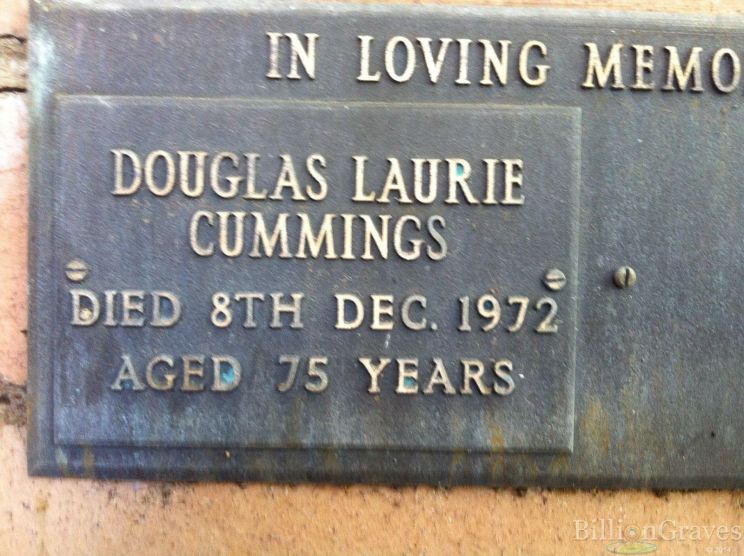 IN LOVING MEMO
DOUGLAS LAURIE
CUMMINGS
DIED 8TH DEC. 1972
AGED 75 YEARS
BillionGraves